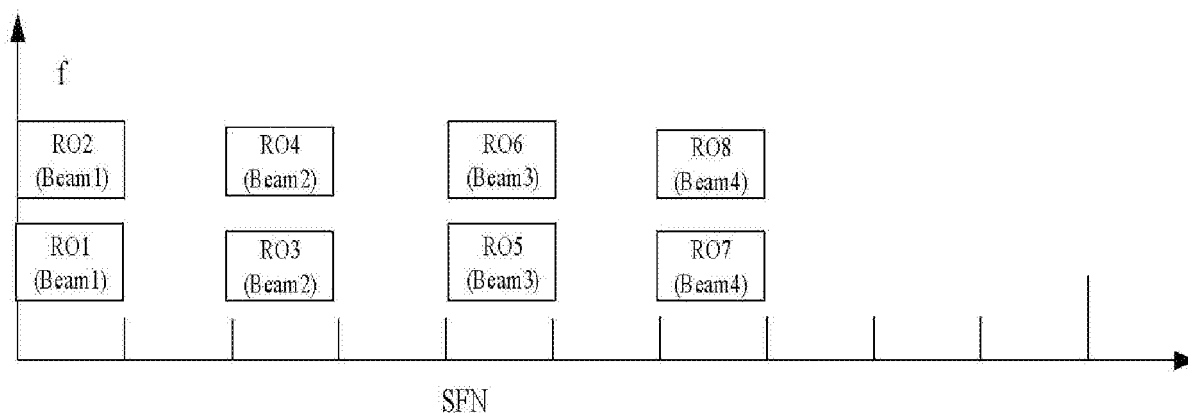 f
RO2
(Beam1)
RO4
(Beam2)
RO6
(Beam3)
RO8
(Beam4)
RO1
(Beam1)
RO3
(Beam2)
RO5
(Beam3)
RO7
(Beam4)
SFN